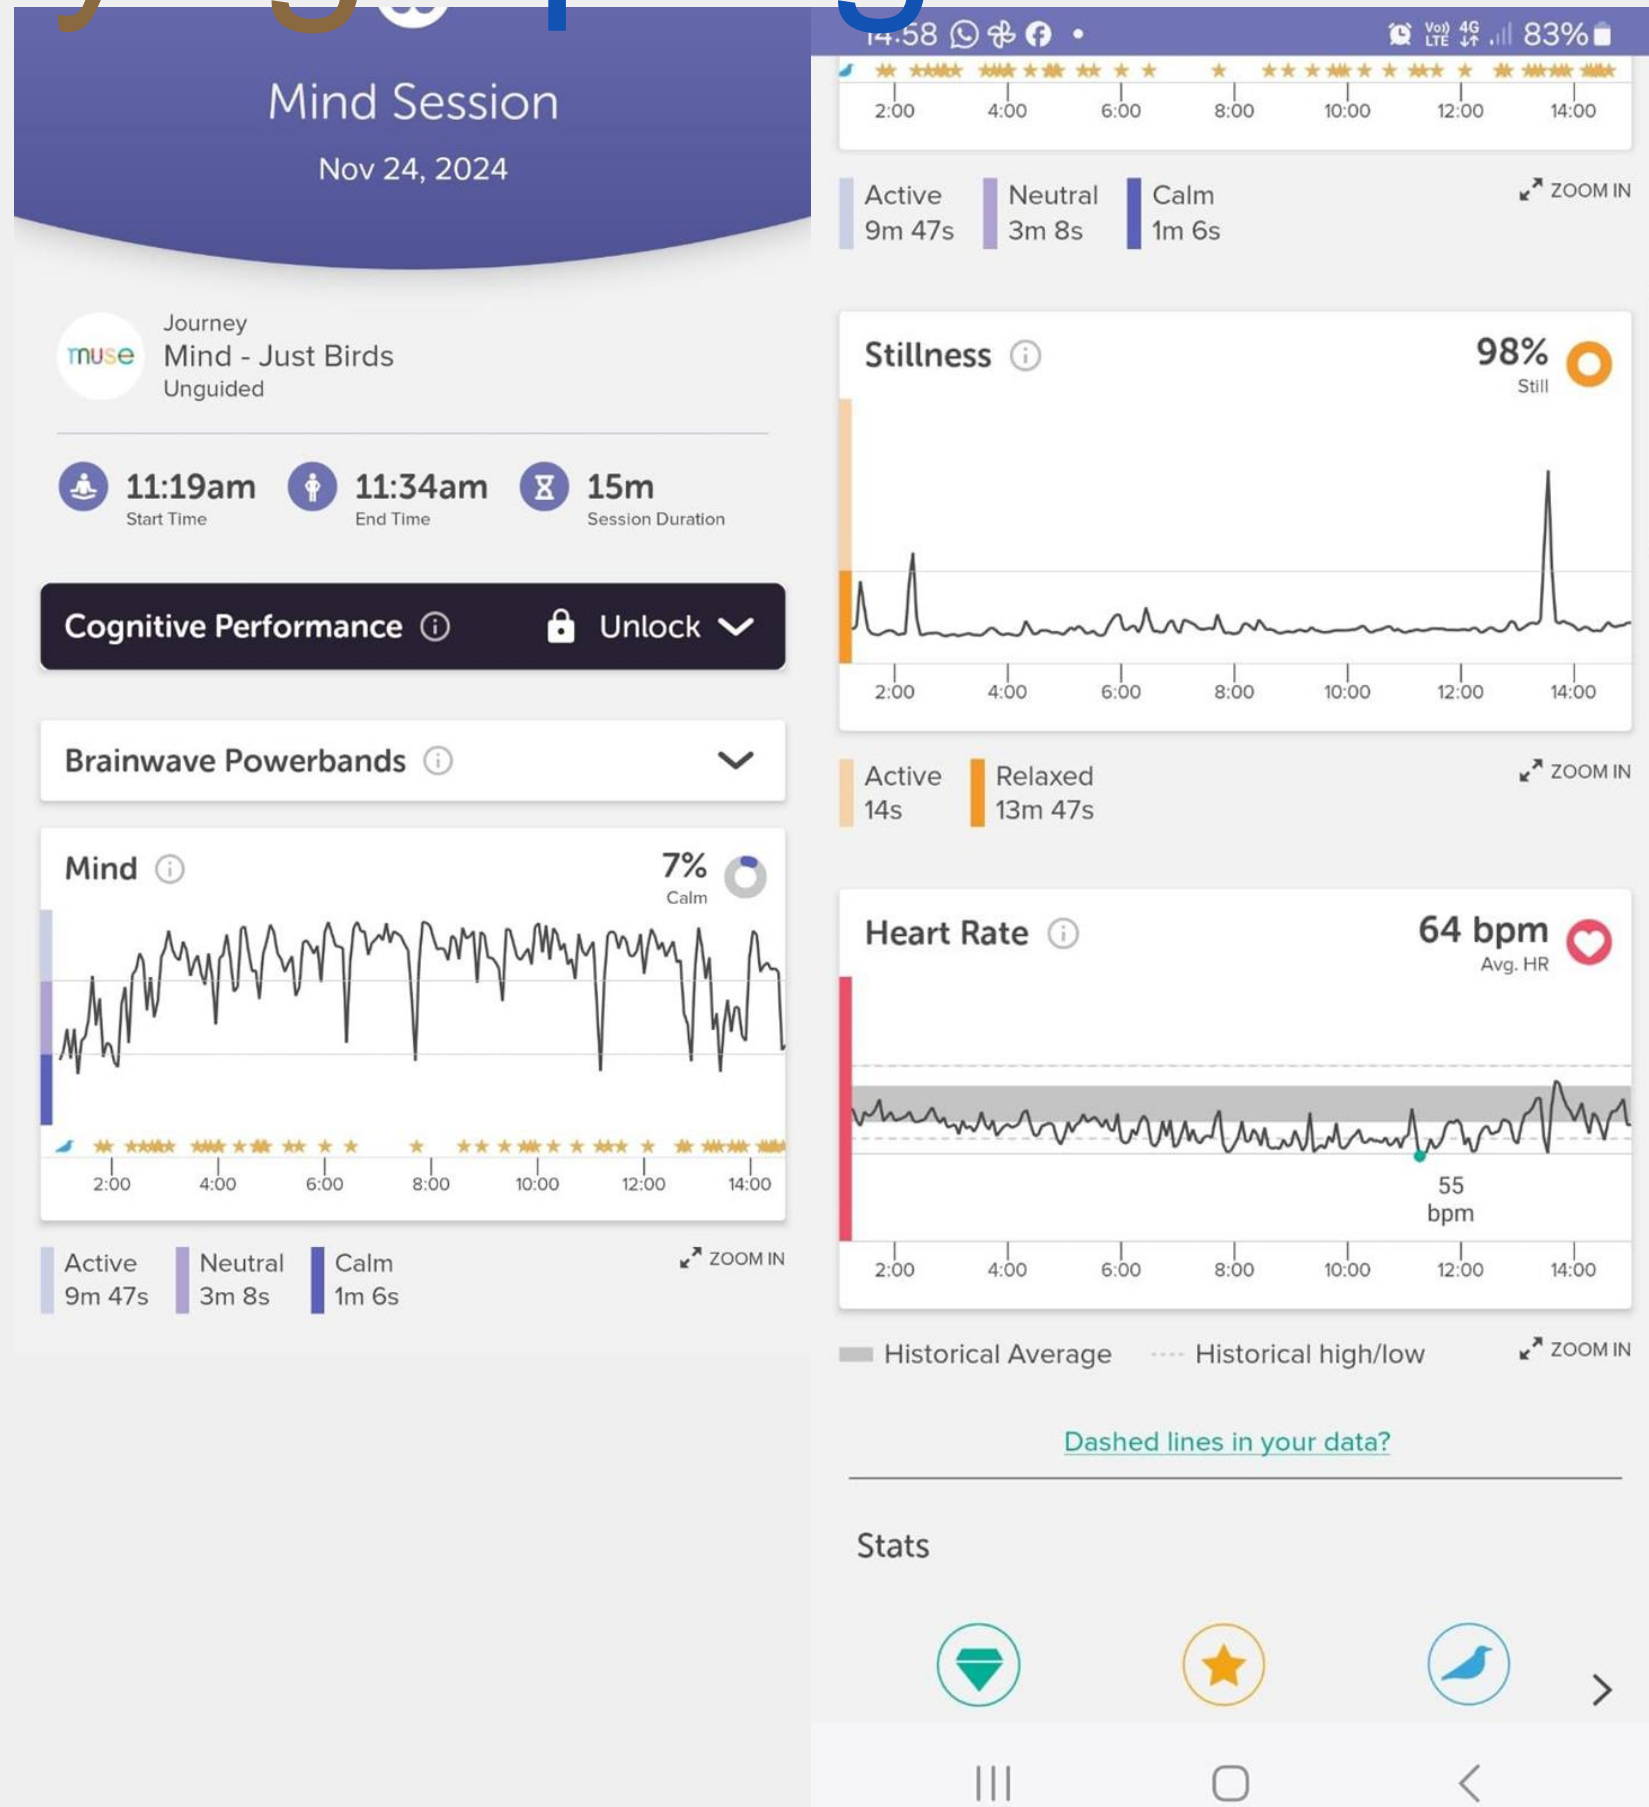 Mind Session
Nov 24, 2024
muse
Journey
Mind - Just Birds
Unguided
11:19am
Start Time
11:34am
End Time
15m
Session Duration
Cognitive Performance
Unlock
Brainwave Powerbands
Mind
7%
Calm
2:00 4:00 6:00 8:00 10:00 12:00 14:00
Active Neutral Calm
9m 47s 3m 8s 1m 6s
ZOOM IN
14:58 Vo)) LTE 4G 83%
2:00 4:00 6:00 8:00 10:00 12:00 14:00
Active Neutral Calm
9m 47s 3m 8s 1m 6s
ZOOM IN
Stillness
98%
Still
2:00 4:00 6:00 8:00 10:00 12:00 14:00
Active Relaxed
14s 13m 47s
ZOOM IN
Heart Rate
64 bpm
Avg. HR
55
bpm
2:00 4:00 6:00 8:00 10:00 12:00 14:00
Historical Average Historical high/low
ZOOM IN
Dashed lines in your data?
Stats